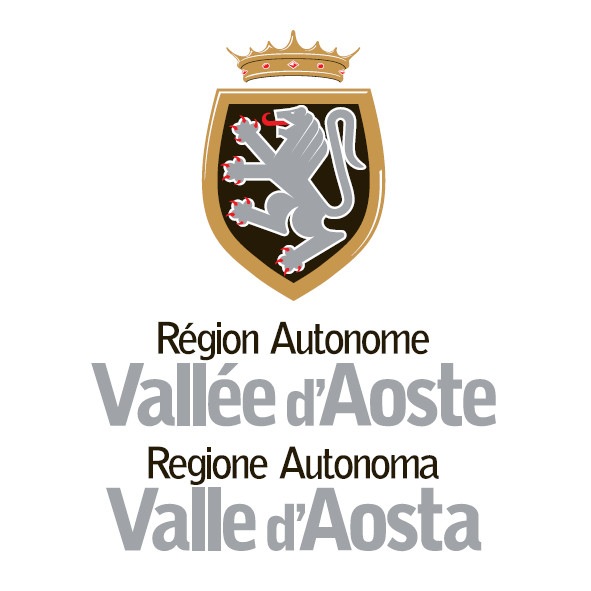 Région Autonome
Vallée d'Aoste
Regione Autonoma
Valle d'Aosta